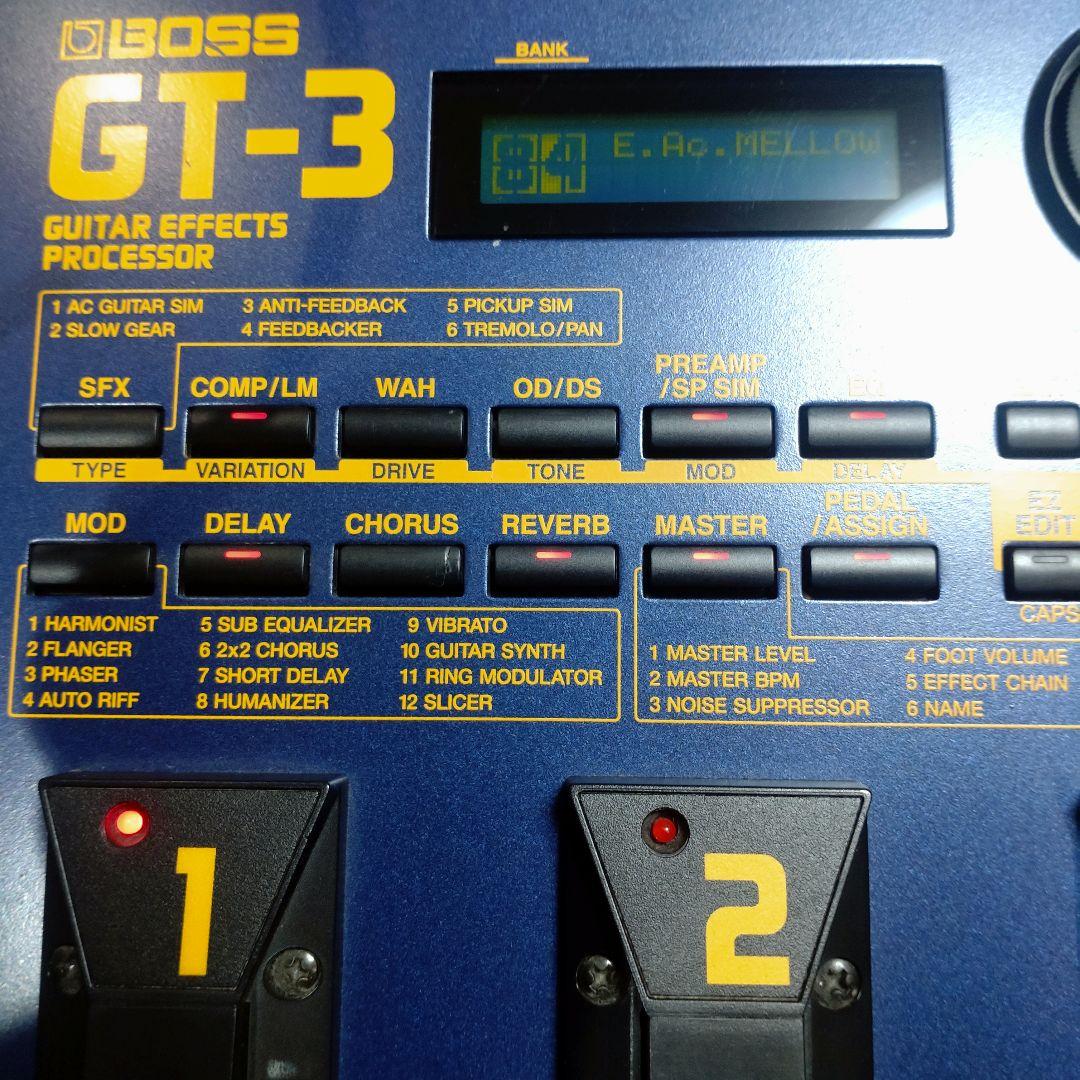 BOSS
GT-3
GUITAR EFFECTS
PROCESSOR
BANK
E.Ac.MELLOW
1 AC GUITAR SIM 3 ANTI-FEEDBACK 5 PICKUP SIM
2 SLOW GEAR 4 FEEDBACKER 6 TREMOLO/PAN
SFX COMP/LM WAH OD/DS PREAMP /SP SIM EQ
TYPE VARIATION DRIVE TONE MOD DELAY
MOD DELAY CHORUS REVERB MASTER PEDAL /ASSIGN EZ EDIT
CAPS
1 HARMONIST 5 SUB EQUALIZER 9 VIBRATO
2 FLANGER 6 2x2 CHORUS 10 GUITAR SYNTH
3 PHASER 7 SHORT DELAY 11 RING MODULATOR
4 AUTO RIFF 8 HUMANIZER 12 SLICER
1 MASTER LEVEL 4 FOOT VOLUME
2 MASTER BPM 5 EFFECT CHAIN
3 NOISE SUPPRESSOR 6 NAME
1
2